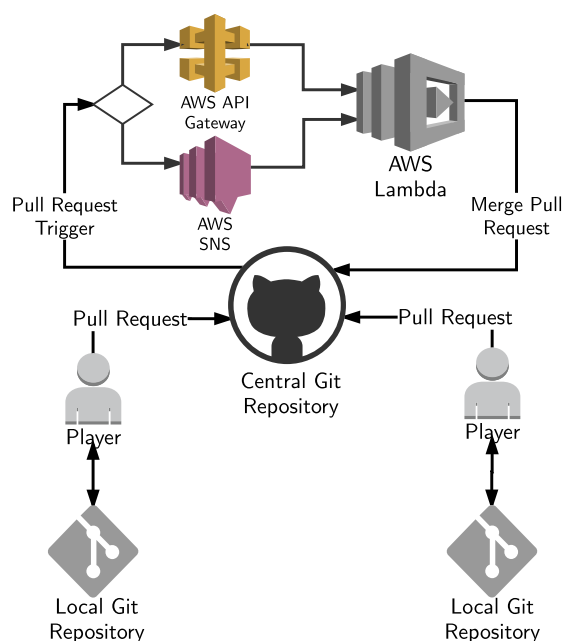 AWS API
Gateway
AWS
SNS
AWS
Lambda
Pull Request
Trigger
Merge Pull
Request
Pull Request
Pull Request
Central Git
Repository
Player
Player
Local Git
Repository
Local Git
Repository